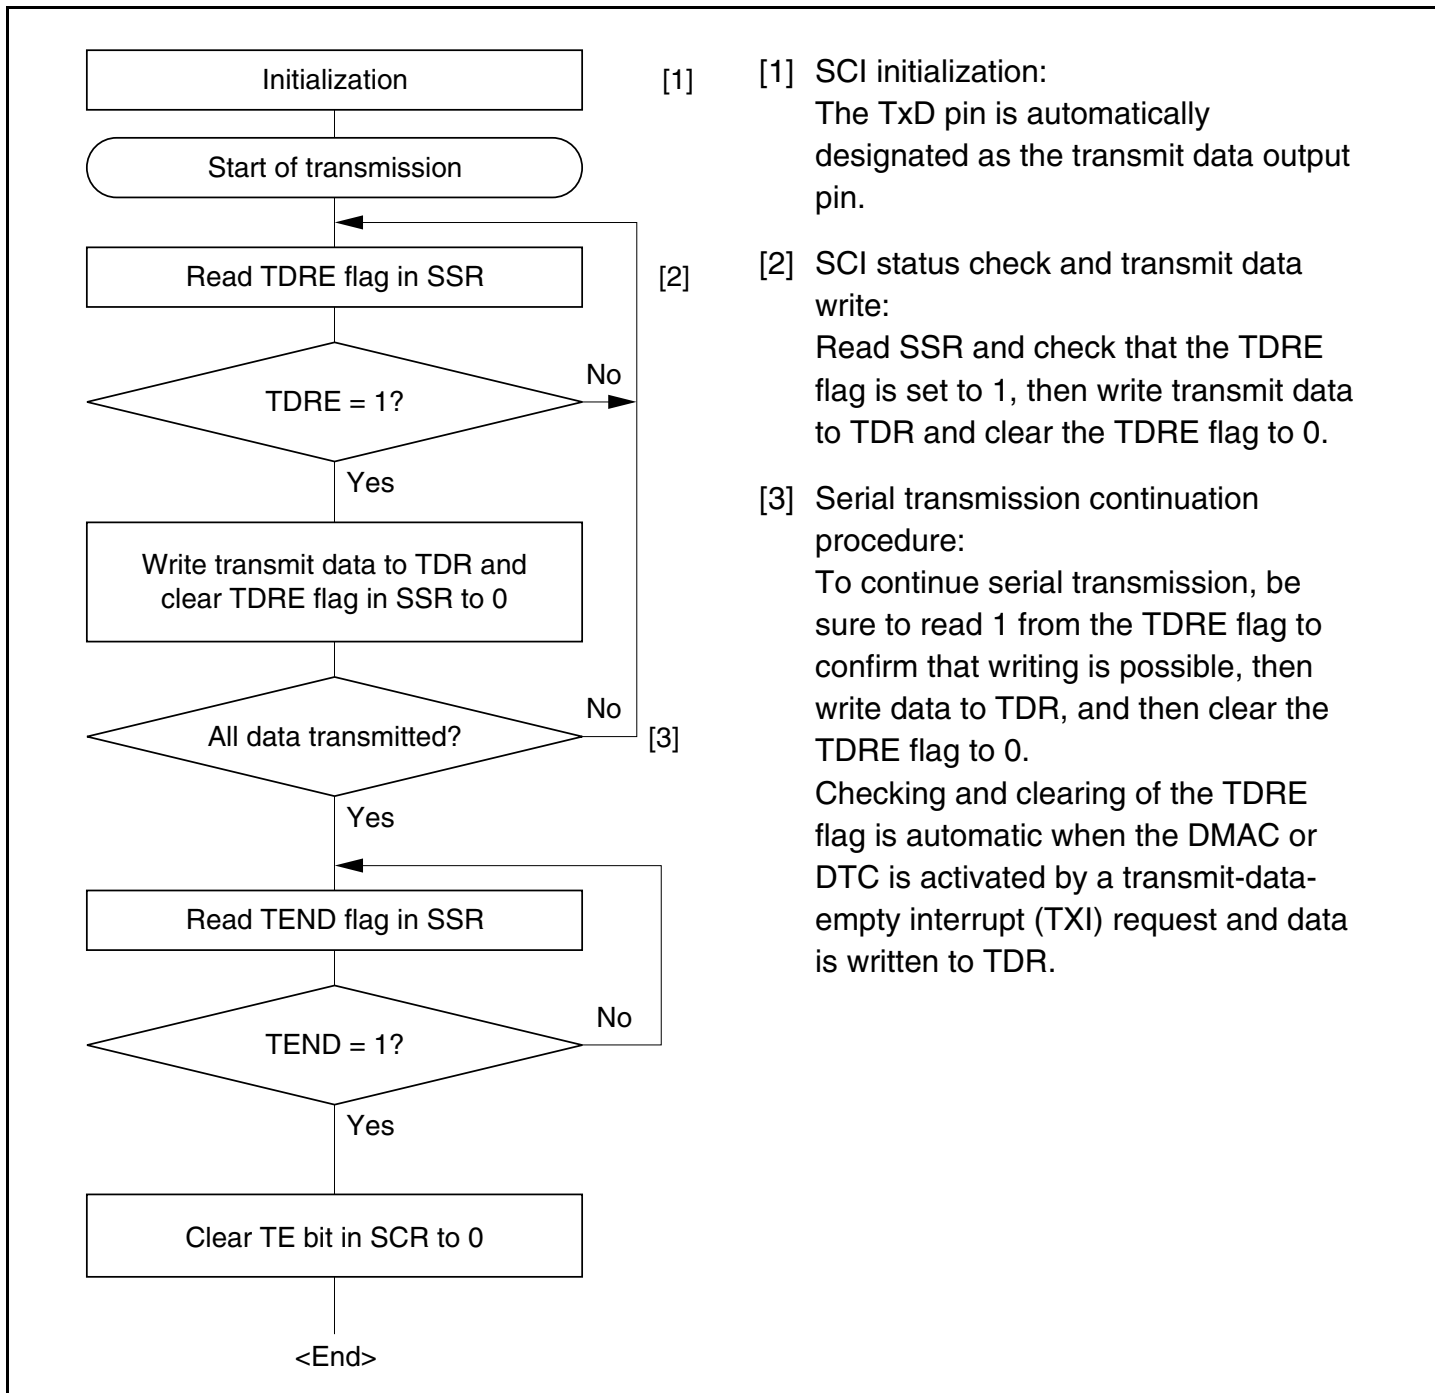 Initialization
[1]
Start of transmission
Read TDRE flag in SSR
[2]
TDRE = 1?
No
Yes
Write transmit data to TDR and
clear TDRE flag in SSR to 0
All data transmitted?
No
[3]
Yes
Read TEND flag in SSR
TEND = 1?
No
Yes
Clear TE bit in SCR to 0
<End>
[1] SCI initialization:
The TxD pin is automatically
designated as the transmit data output
pin.
[2] SCI status check and transmit data
write:
Read SSR and check that the TDRE
flag is set to 1, then write transmit data
to TDR and clear the TDRE flag to 0.
[3] Serial transmission continuation
procedure:
To continue serial transmission, be
sure to read 1 from the TDRE flag to
confirm that writing is possible, then
write data to TDR, and then clear the
TDRE flag to 0.
Checking and clearing of the TDRE
flag is automatic when the DMAC or
DTC is activated by a transmit-data-
empty interrupt (TXI) request and data
is written to TDR.